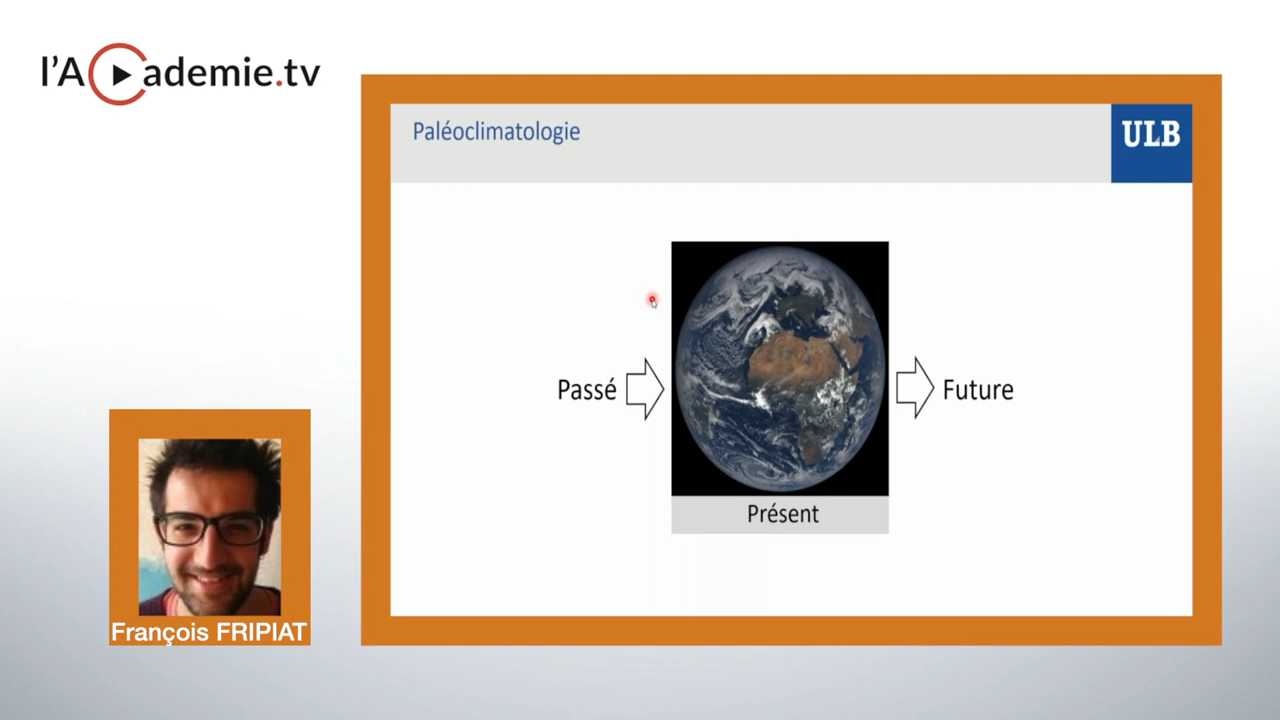 l'Academie.tv
Paléoclimatologie
ULB
Passé
Future
Présent
François FRIPIAT